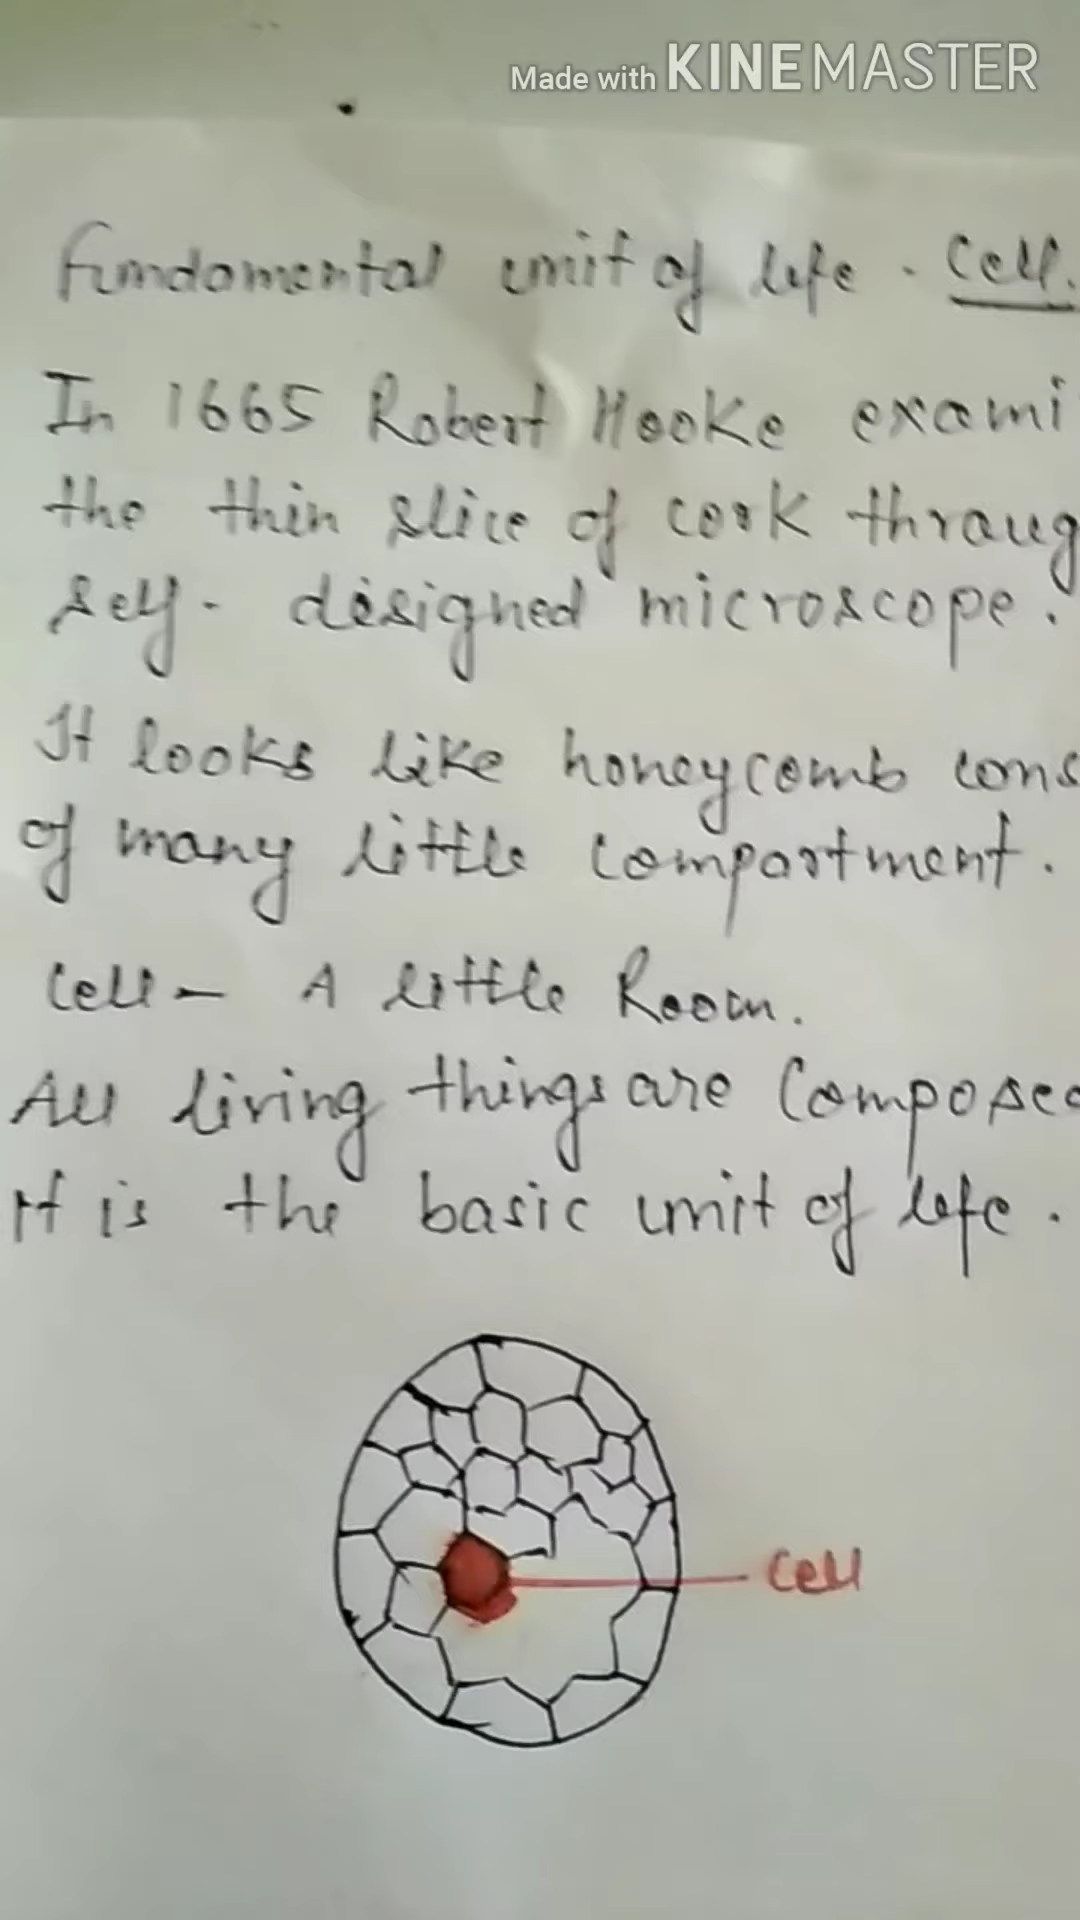 Made with KINEMASTER
Fundamental unit of life . Cell.
In 1665 Robert Hooke exami
the thin slice of cork throug
self - designed microscope .
It looks like honeycomb cons
of many little compartment .
Cell – A little Room .
All living things are Compose
It is the basic unit of life .
Cell